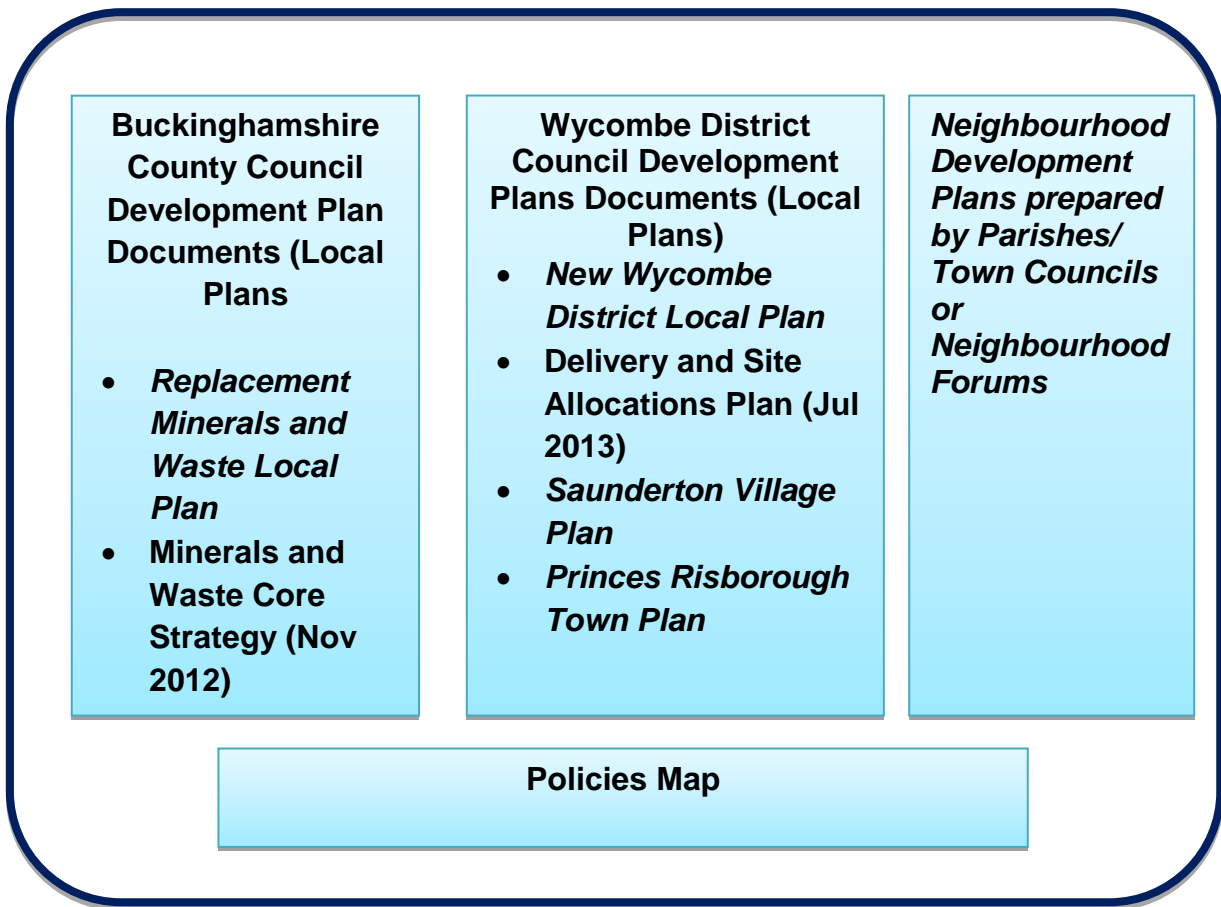 Buckinghamshire
County Council
Development Plan
Documents (Local
Plans
• Replacement
Minerals and
Waste Local
Plan
• Minerals and
Waste Core
Strategy (Nov
2012)
Wycombe District
Council Development
Plans Documents (Local
Plans)
• New Wycombe
District Local Plan
• Delivery and Site
Allocations Plan (Jul
2013)
• Saunderton Village
Plan
• Princes Risborough
Town Plan
Neighbourhood
Development
Plans prepared
by Parishes/
Town Councils
or
Neighbourhood
Forums
Policies Map